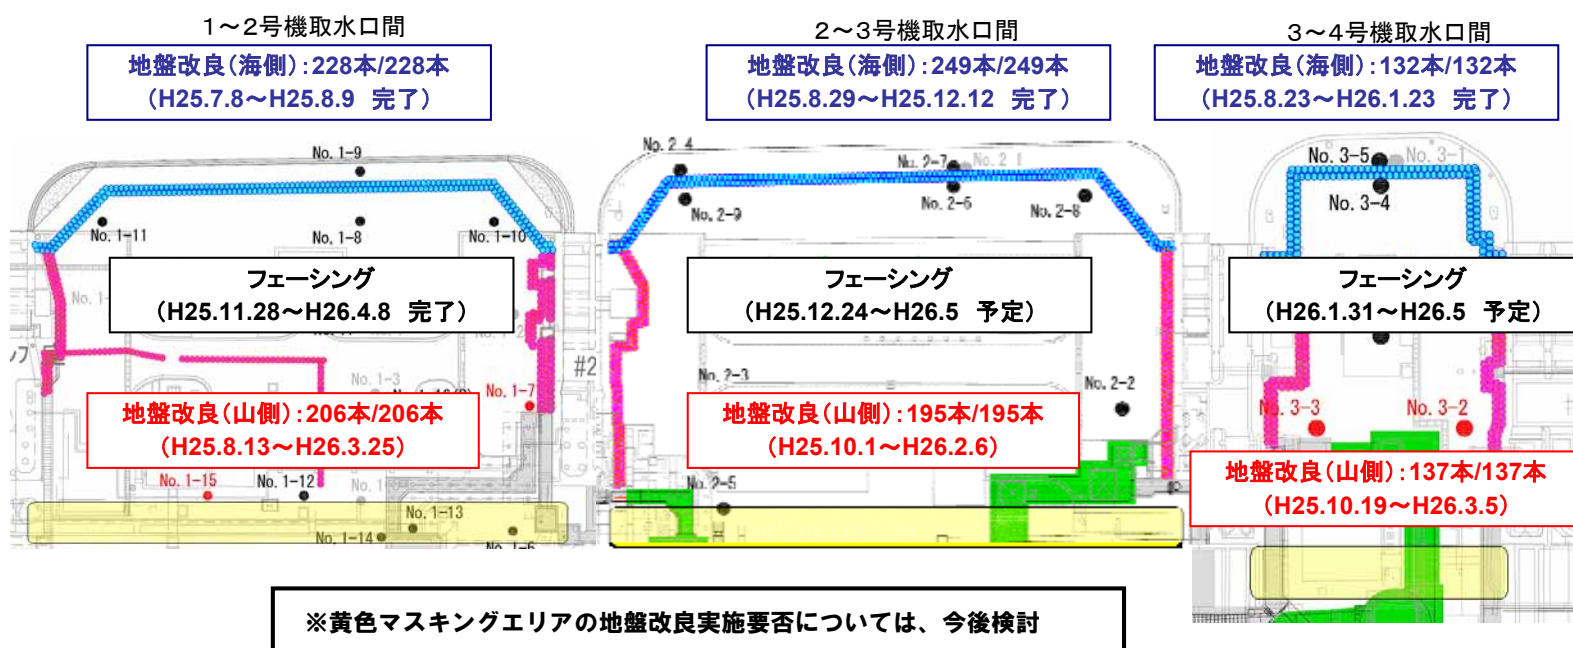 1～2号機取水口間
地盤改良（海側）：228本/228本
（H25.7.8～H25.8.9　完了）
No. 1-9
No. 1-11
No. 1-8
No. 1-10
フェーシング
（H25.11.28～H26.4.8　完了）
No. 1-3
No. 1-7
#2
地盤改良（山側）：206本/206本
（H25.8.13～H26.3.25）
No. 1-15
No. 1-12
No. 1-13
No. 1-14
No. 1-6
2～3号機取水口間
地盤改良（海側）：249本/249本
（H25.8.29～H25.12.12　完了）
No. 2-4
No. 2-7
No. 2-9
No. 2-6
No. 2-8
フェーシング
（H25.12.24～H26.5　予定）
No. 2-3
No. 2-2
地盤改良（山側）：195本/195本
（H25.10.1～H26.2.6）
No. 2-5
3～4号機取水口間
地盤改良（海側）：132本/132本
（H25.8.23～H26.1.23　完了）
No. 3-5
No. 3-1
No. 3-4
フェーシング
（H26.1.31～H26.5　予定）
No. 3-3
No. 3-2
地盤改良（山側）：137本/137本
（H25.10.19～H26.3.5）
※黄色マスキングエリアの地盤改良実施要否については、今後検討